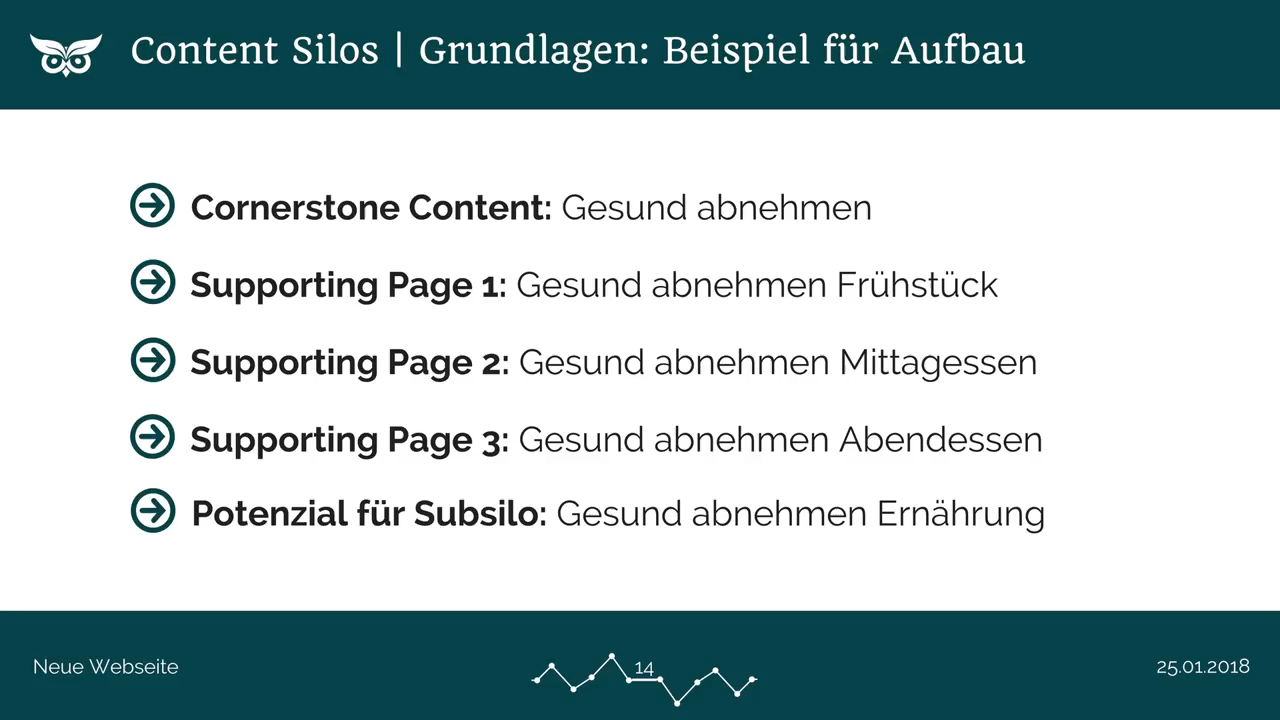 Content Silos | Grundlagen: Beispiel für Aufbau
Cornerstone Content: Gesund abnehmen
Supporting Page 1: Gesund abnehmen Frühstück
Supporting Page 2: Gesund abnehmen Mittagessen
Supporting Page 3: Gesund abnehmen Abendessen
Potenzial für Subsilo: Gesund abnehmen Ernährung
Neue Webseite
14
25.01.2018